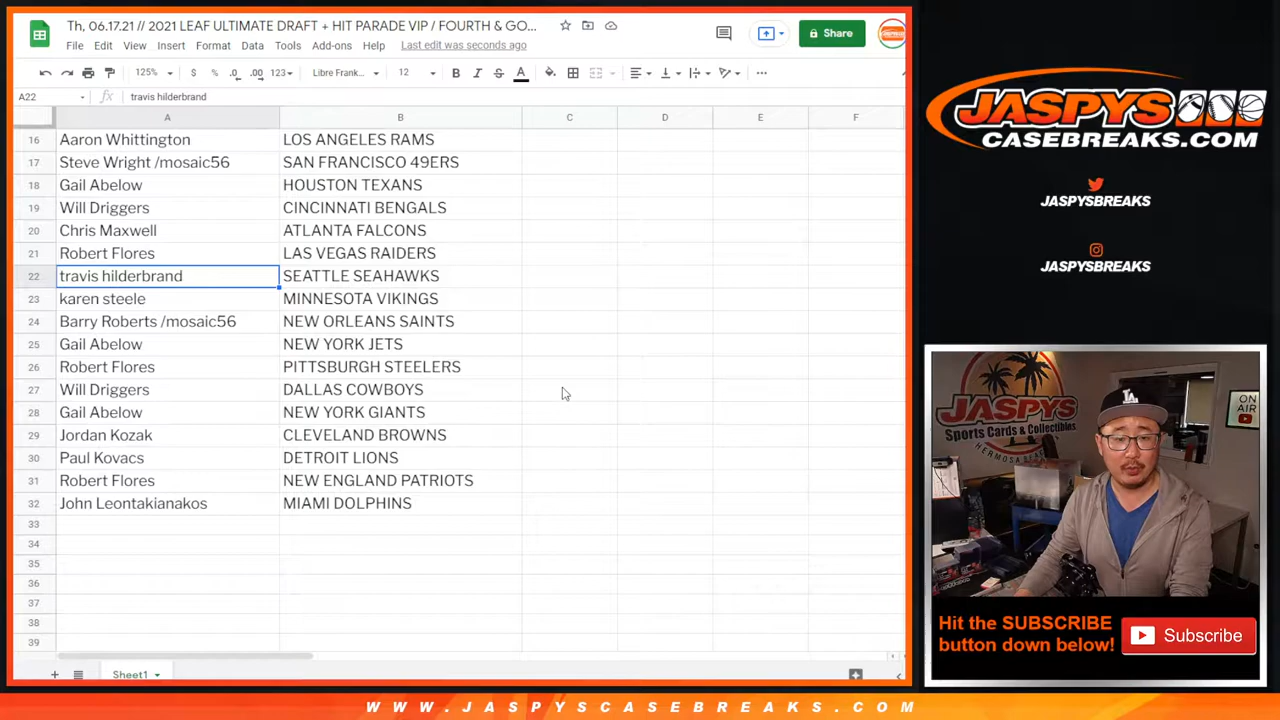 Th, 06.17.21 // 2021 LEAF ULTIMATE DRAFT + HIT PARADE VIP / FOURTH & GO...
File Edit View Insert Format Data Tools Add-ons Help Last edit was seconds ago
Share
125% $ % .0 .00 123 Libre Frank... 12 B I S A
A22 fx travis hilderbrand
A B C D E F
16 Aaron Whittington LOS ANGELES RAMS
17 Steve Wright /mosaic56 SAN FRANCISCO 49ERS
18 Gail Abelow HOUSTON TEXANS
19 Will Driggers CINCINNATI BENGALS
20 Chris Maxwell ATLANTA FALCONS
21 Robert Flores LAS VEGAS RAIDERS
22 travis hilderbrand SEATTLE SEAHAWKS
23 karen steele MINNESOTA VIKINGS
24 Barry Roberts /mosaic56 NEW ORLEANS SAINTS
25 Gail Abelow NEW YORK JETS
26 Robert Flores PITTSBURGH STEELERS
27 Will Driggers DALLAS COWBOYS
28 Gail Abelow NEW YORK GIANTS
29 Jordan Kozak CLEVELAND BROWNS
30 Paul Kovacs DETROIT LIONS
31 Robert Flores NEW ENGLAND PATRIOTS
32 John Leontakianakos MIAMI DOLPHINS
33
34
35
36
37
38
39
Sheet1
JASPYS
CASEBREAKS.COM
JASPYSBREAKS
JASPYSBREAKS
JASPYS
Sports Cards & Collectibles
HERMOSA BEACH
LA
ON
AIR
Hit the SUBSCRIBE
button down below!
Subscribe
WWW.JASPYSCASEBREAKS.COM